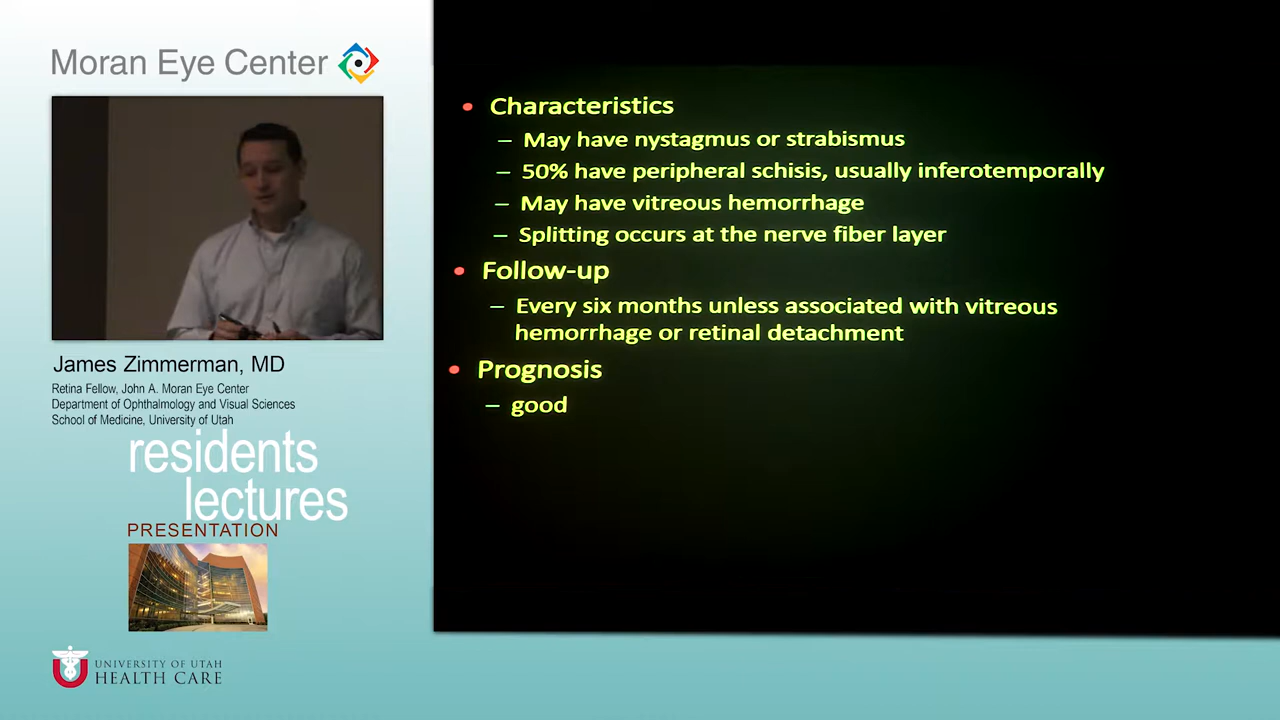 Moran Eye Center
James Zimmerman, MD
Retina Fellow, John A. Moran Eye Center
Department of Ophthalmology and Visual Sciences
School of Medicine, University of Utah
residents
lectures
PRESENTATION
UNIVERSITY OF UTAH
HEALTH CARE
• Characteristics
– May have nystagmus or strabismus
– 50% have peripheral schisis, usually inferotemporally
– May have vitreous hemorrhage
– Splitting occurs at the nerve fiber layer
• Follow-up
– Every six months unless associated with vitreous
hemorrhage or retinal detachment
• Prognosis
– good